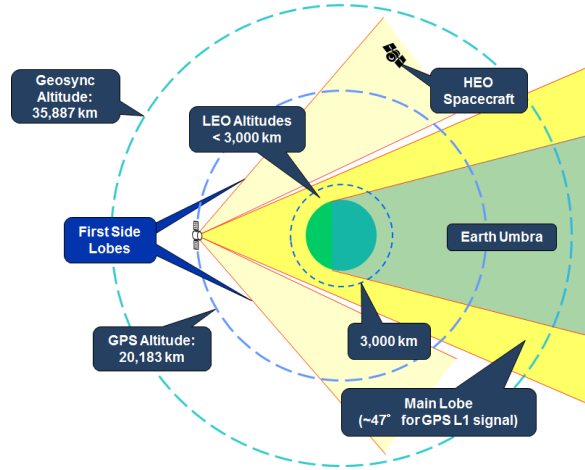 Geosync
Altitude:
35,887 km
HEO
Spacecraft
LEO Altitudes
< 3,000 km
First Side
Lobes
Earth Umbra
GPS Altitude:
20,183 km
3,000 km
Main Lobe
(~47° for GPS L1 signal)